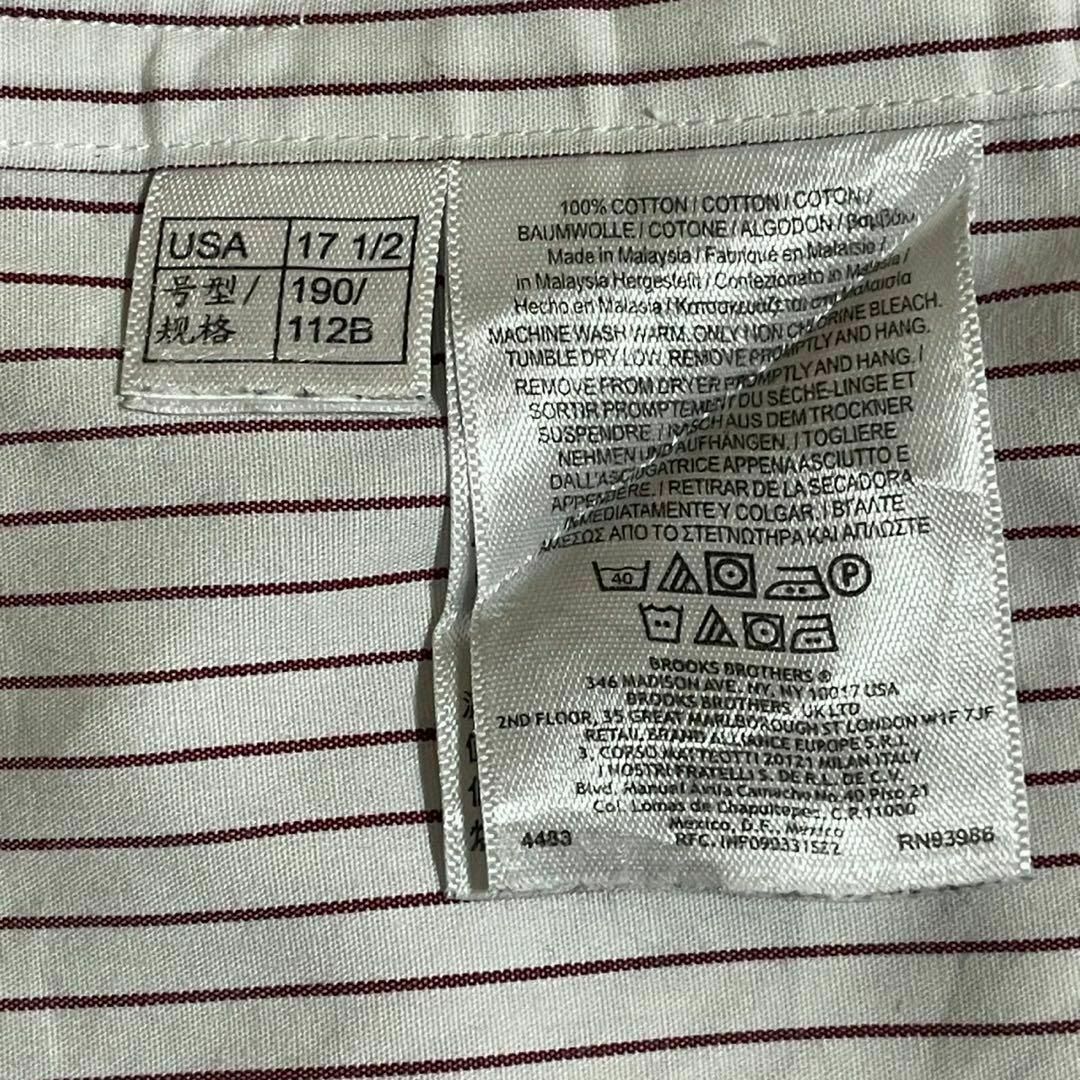 USA 17 1/2
号型/ 190/
规格 112B
100% COTTON / COTTON / COTON /
BAUMWOLLE / COTONE / ALGODON / βαμβάκι
Made in Malaysia / Fabriqué en Malaisie /
in Malaysia Hergestellt / Confezionato in Malaysia /
Hecho en Malasia / Κατασκευάζεται στη Μαλαισία
MACHINE WASH WARM. ONLY NON CHLORINE BLEACH.
TUMBLE DRY LOW. REMOVE PROMPTLY AND HANG.
REMOVE FROM DRYER PROMPTLY AND HANG. /
SORTIR PROMPTEMENT DU SÈCHE-LINGE ET
SUSPENDRE. / RASCH AUS DEM TROCKNER
NEHMEN UND AUFHÄNGEN. / TOGLIERE
DALL'ASCIUGATRICE APPENA ASCIUTTO E
APPENDERE. / RETIRAR DE LA SECADORA
INMEDIATAMENTE Y COLGAR. / ΒΓΑΛΤΕ
ΑΜΕΣΩΣ ΑΠΟ ΤΟ ΣΤΕΓΝΩΤΗΡΑ ΚΑΙ ΑΠΛΩΣΤΕ
40 P
BROOKS BROTHERS ®
346 MADISON AVE. NY, NY 10017 USA
BROOKS BROTHERS, UK LTD
2ND FLOOR, 35 GREAT MARLBOROUGH ST LONDON W1F 7JF
RETAIL BRAND ALLIANCE EUROPE S.R.L.
3, CORSO MATTEOTTI 20121 MILAN ITALY
I NOSTRI FRATELLI S. DE R.L. DE C.V.
Blvd. Manuel Avila Camacho No. 40 Piso 21
Col. Lomas de Chapultepec, C.P. 11000
Mexico, D.F., Mexico
4483 RFC. INF099331522 RN93986